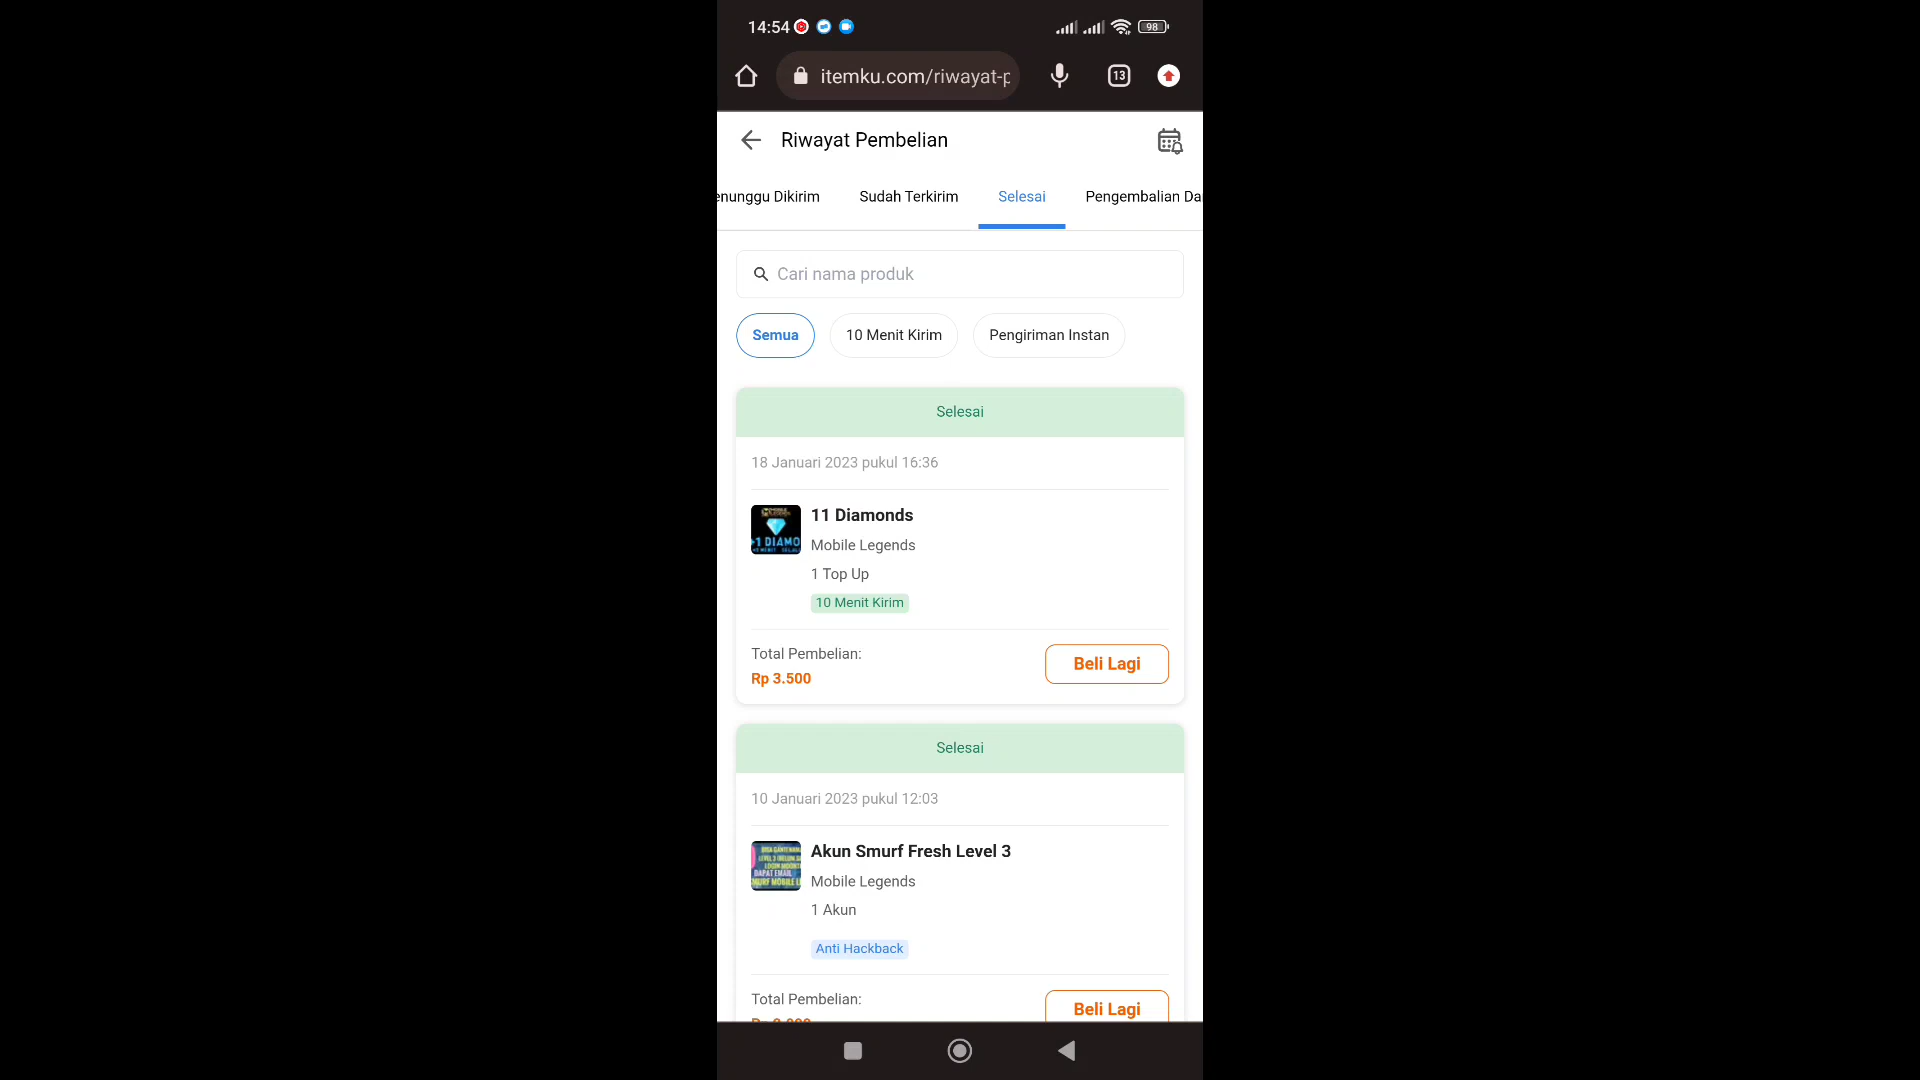 14:54
98
itemku.com/riwayat-p
13
Riwayat Pembelian
enunggu Dikirim
Sudah Terkirim
Selesai
Pengembalian Da
Cari nama produk
Semua
10 Menit Kirim
Pengiriman Instan
Selesai
18 Januari 2023 pukul 16:36
11 Diamonds
Mobile Legends
1 Top Up
10 Menit Kirim
Total Pembelian:
Rp 3.500
Beli Lagi
Selesai
10 Januari 2023 pukul 12:03
Akun Smurf Fresh Level 3
Mobile Legends
1 Akun
Anti Hackback
Total Pembelian:
Beli Lagi